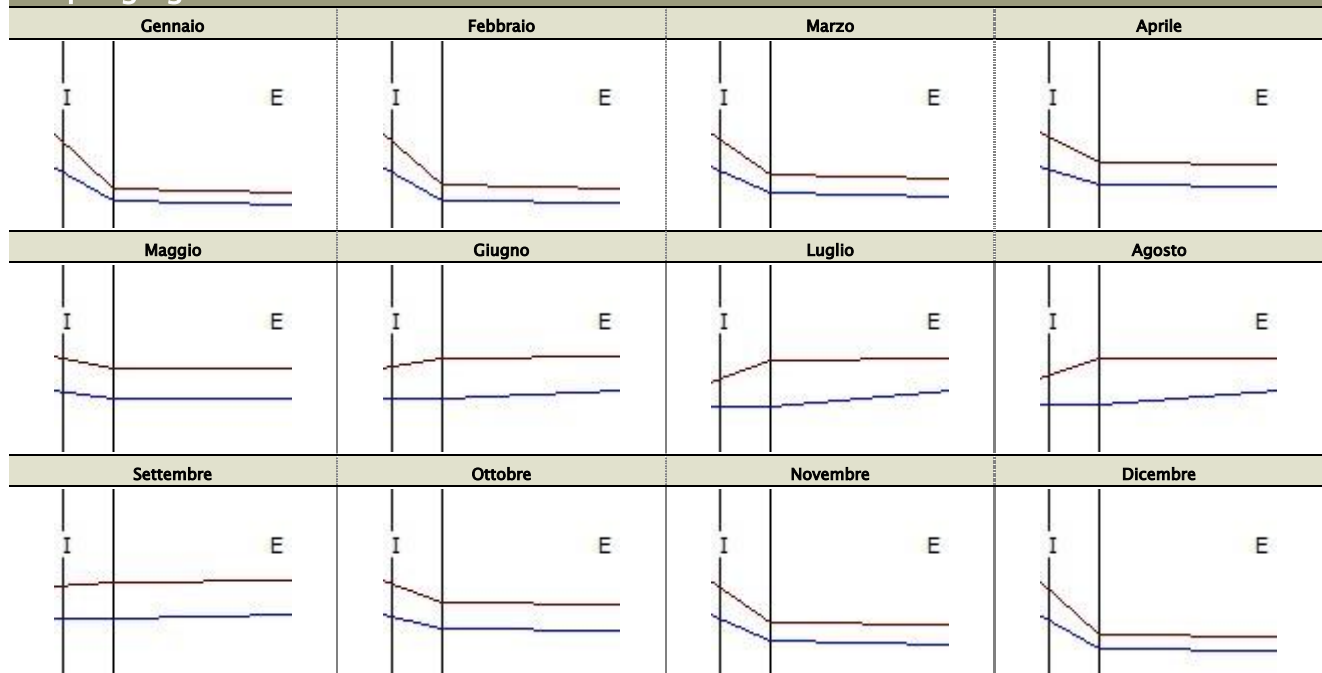 Gennaio Febbraio Marzo Aprile
I E I E I E I E
Maggio Giugno Luglio Agosto
I E I E I E I E
Settembre Ottobre Novembre Dicembre
I E I E I E I E